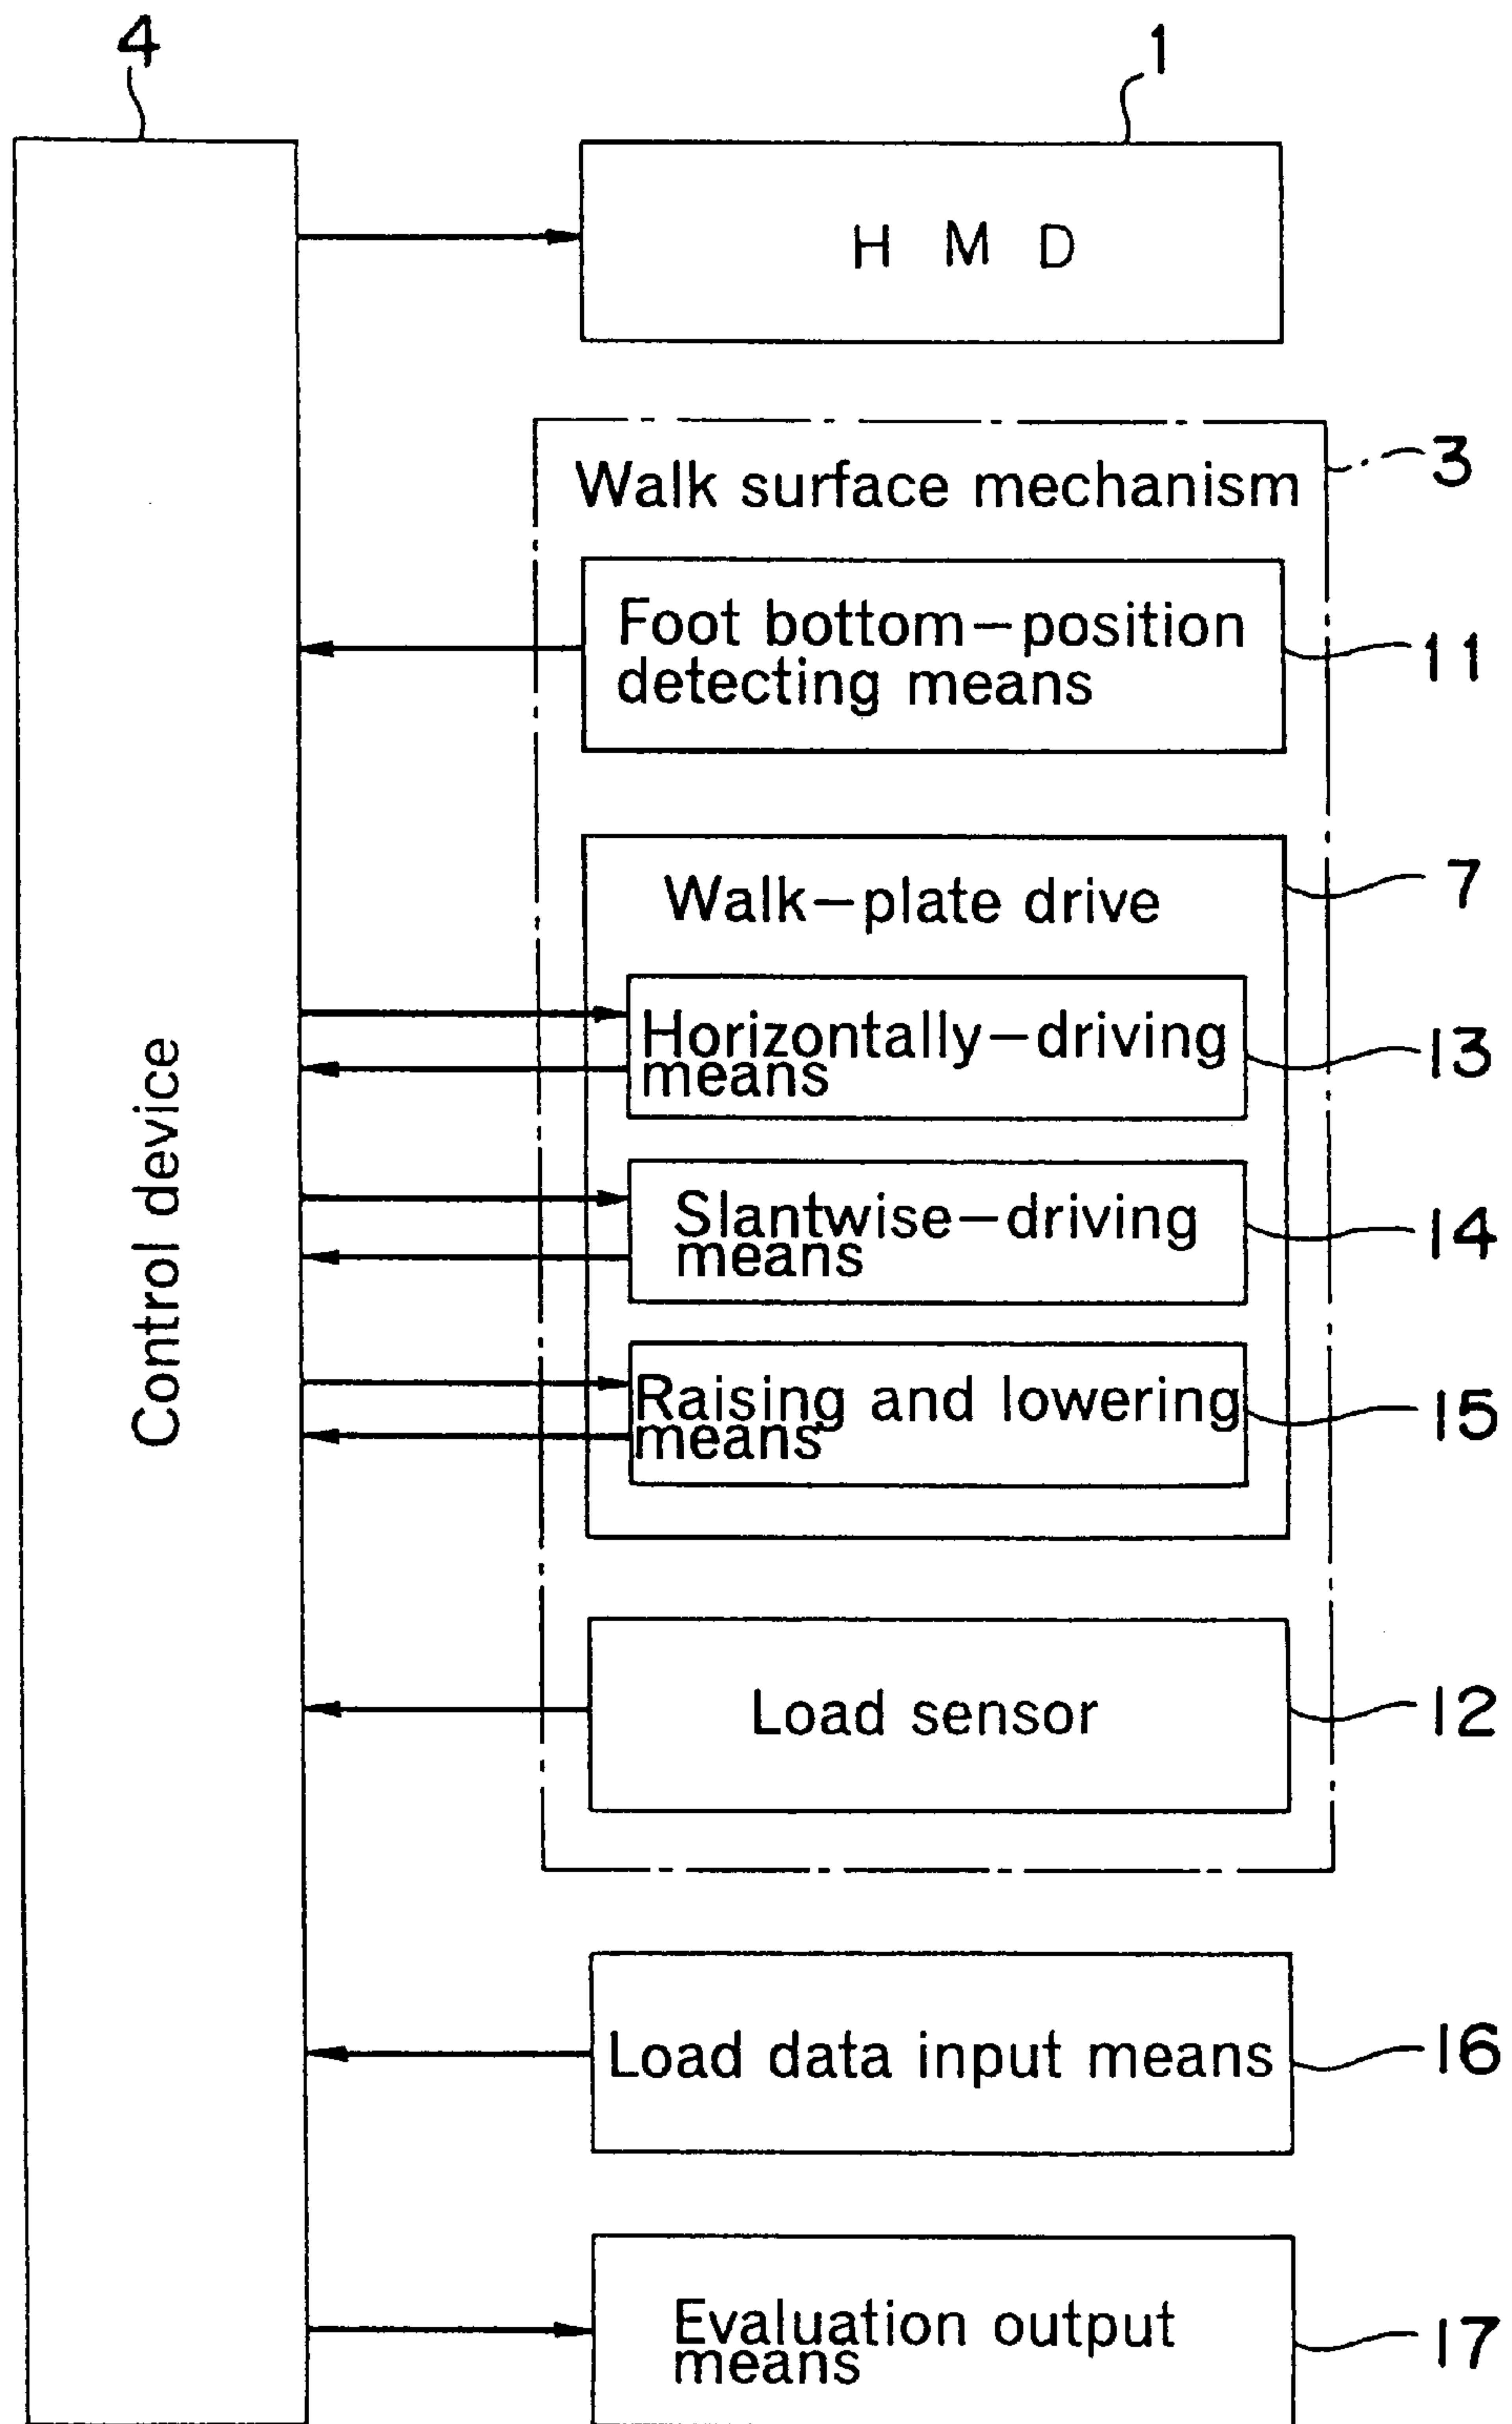 4
1
H M D
3
Walk surface mechanism
Foot bottom-position
detecting means
11
Walk-plate drive
7
Horizontally-driving
means
13
Control device
Slantwise-driving
means
14
Raising and lowering
means
15
Load sensor
12
Load data input means
16
Evaluation output
means
17